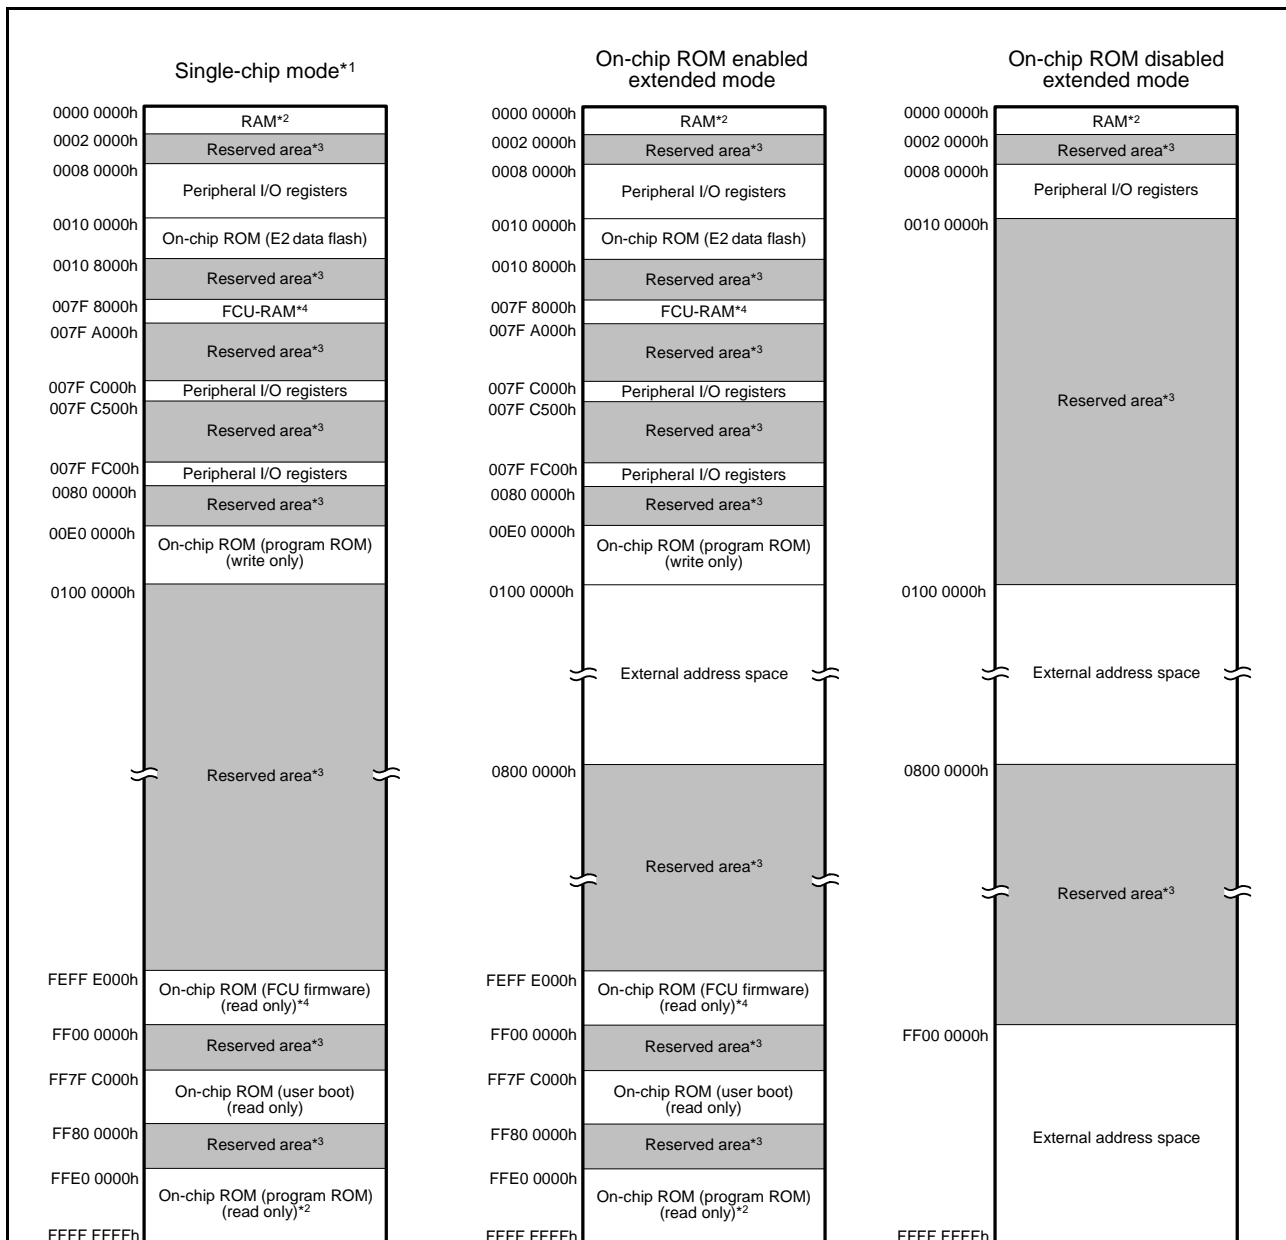 Single-chip mode*1
0000 0000h
RAM*2
0002 0000h
Reserved area*3
0008 0000h
Peripheral I/O registers
0010 0000h
On-chip ROM (E2 data flash)
0010 8000h
Reserved area*3
007F 8000h
FCU-RAM*4
007F A000h
Reserved area*3
007F C000h
Peripheral I/O registers
007F C500h
Reserved area*3
007F FC00h
Peripheral I/O registers
0080 0000h
Reserved area*3
00E0 0000h
On-chip ROM (program ROM)
(write only)
0100 0000h
Reserved area*3
FEFF E000h
On-chip ROM (FCU firmware)
(read only)*4
FF00 0000h
Reserved area*3
FF7F C000h
On-chip ROM (user boot)
(read only)
FF80 0000h
Reserved area*3
FFE0 0000h
On-chip ROM (program ROM)
(read only)*2
FFFF FFFFh
On-chip ROM enabled
extended mode
0000 0000h
RAM*2
0002 0000h
Reserved area*3
0008 0000h
Peripheral I/O registers
0010 0000h
On-chip ROM (E2 data flash)
0010 8000h
Reserved area*3
007F 8000h
FCU-RAM*4
007F A000h
Reserved area*3
007F C000h
Peripheral I/O registers
007F C500h
Reserved area*3
007F FC00h
Peripheral I/O registers
0080 0000h
Reserved area*3
00E0 0000h
On-chip ROM (program ROM)
(write only)
0100 0000h
External address space
0800 0000h
Reserved area*3
FEFF E000h
On-chip ROM (FCU firmware)
(read only)*4
FF00 0000h
Reserved area*3
FF7F C000h
On-chip ROM (user boot)
(read only)
FF80 0000h
Reserved area*3
FFE0 0000h
On-chip ROM (program ROM)
(read only)*2
FFFF FFFFh
On-chip ROM disabled
extended mode
0000 0000h
RAM*2
0002 0000h
Reserved area*3
0008 0000h
Peripheral I/O registers
0010 0000h
Reserved area*3
0100 0000h
External address space
0800 0000h
Reserved area*3
FF00 0000h
External address space
FFFF FFFFh